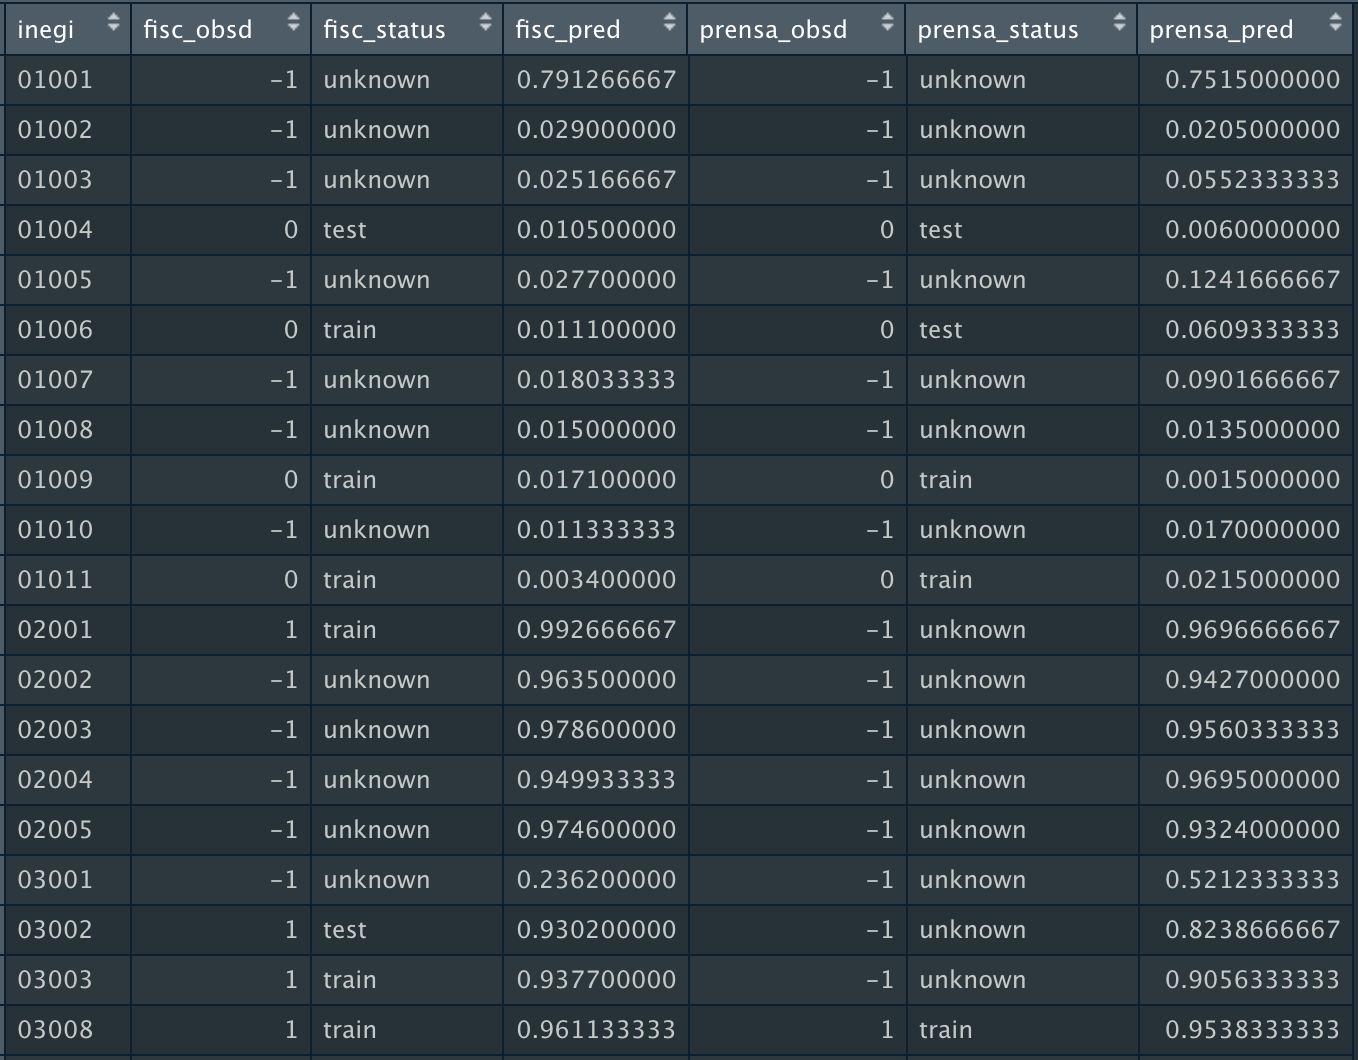 inegi fisc_obsd fisc_status fisc_pred prensa_obsd prensa_status prensa_pred
01001 -1 unknown 0.791266667 -1 unknown 0.7515000000
01002 -1 unknown 0.029000000 -1 unknown 0.0205000000
01003 -1 unknown 0.025166667 -1 unknown 0.0552333333
01004 0 test 0.010500000 0 test 0.0060000000
01005 -1 unknown 0.027700000 -1 unknown 0.1241666667
01006 0 train 0.011100000 0 test 0.0609333333
01007 -1 unknown 0.018033333 -1 unknown 0.0901666667
01008 -1 unknown 0.015000000 -1 unknown 0.0135000000
01009 0 train 0.017100000 0 train 0.0015000000
01010 -1 unknown 0.011333333 -1 unknown 0.0170000000
01011 0 train 0.003400000 0 train 0.0215000000
02001 1 train 0.992666667 -1 unknown 0.9696666667
02002 -1 unknown 0.963500000 -1 unknown 0.9427000000
02003 -1 unknown 0.978600000 -1 unknown 0.9560333333
02004 -1 unknown 0.949933333 -1 unknown 0.9695000000
02005 -1 unknown 0.974600000 -1 unknown 0.9324000000
03001 -1 unknown 0.236200000 -1 unknown 0.5212333333
03002 1 test 0.930200000 -1 unknown 0.8238666667
03003 1 train 0.937700000 -1 unknown 0.9056333333
03008 1 train 0.961133333 1 train 0.9538333333